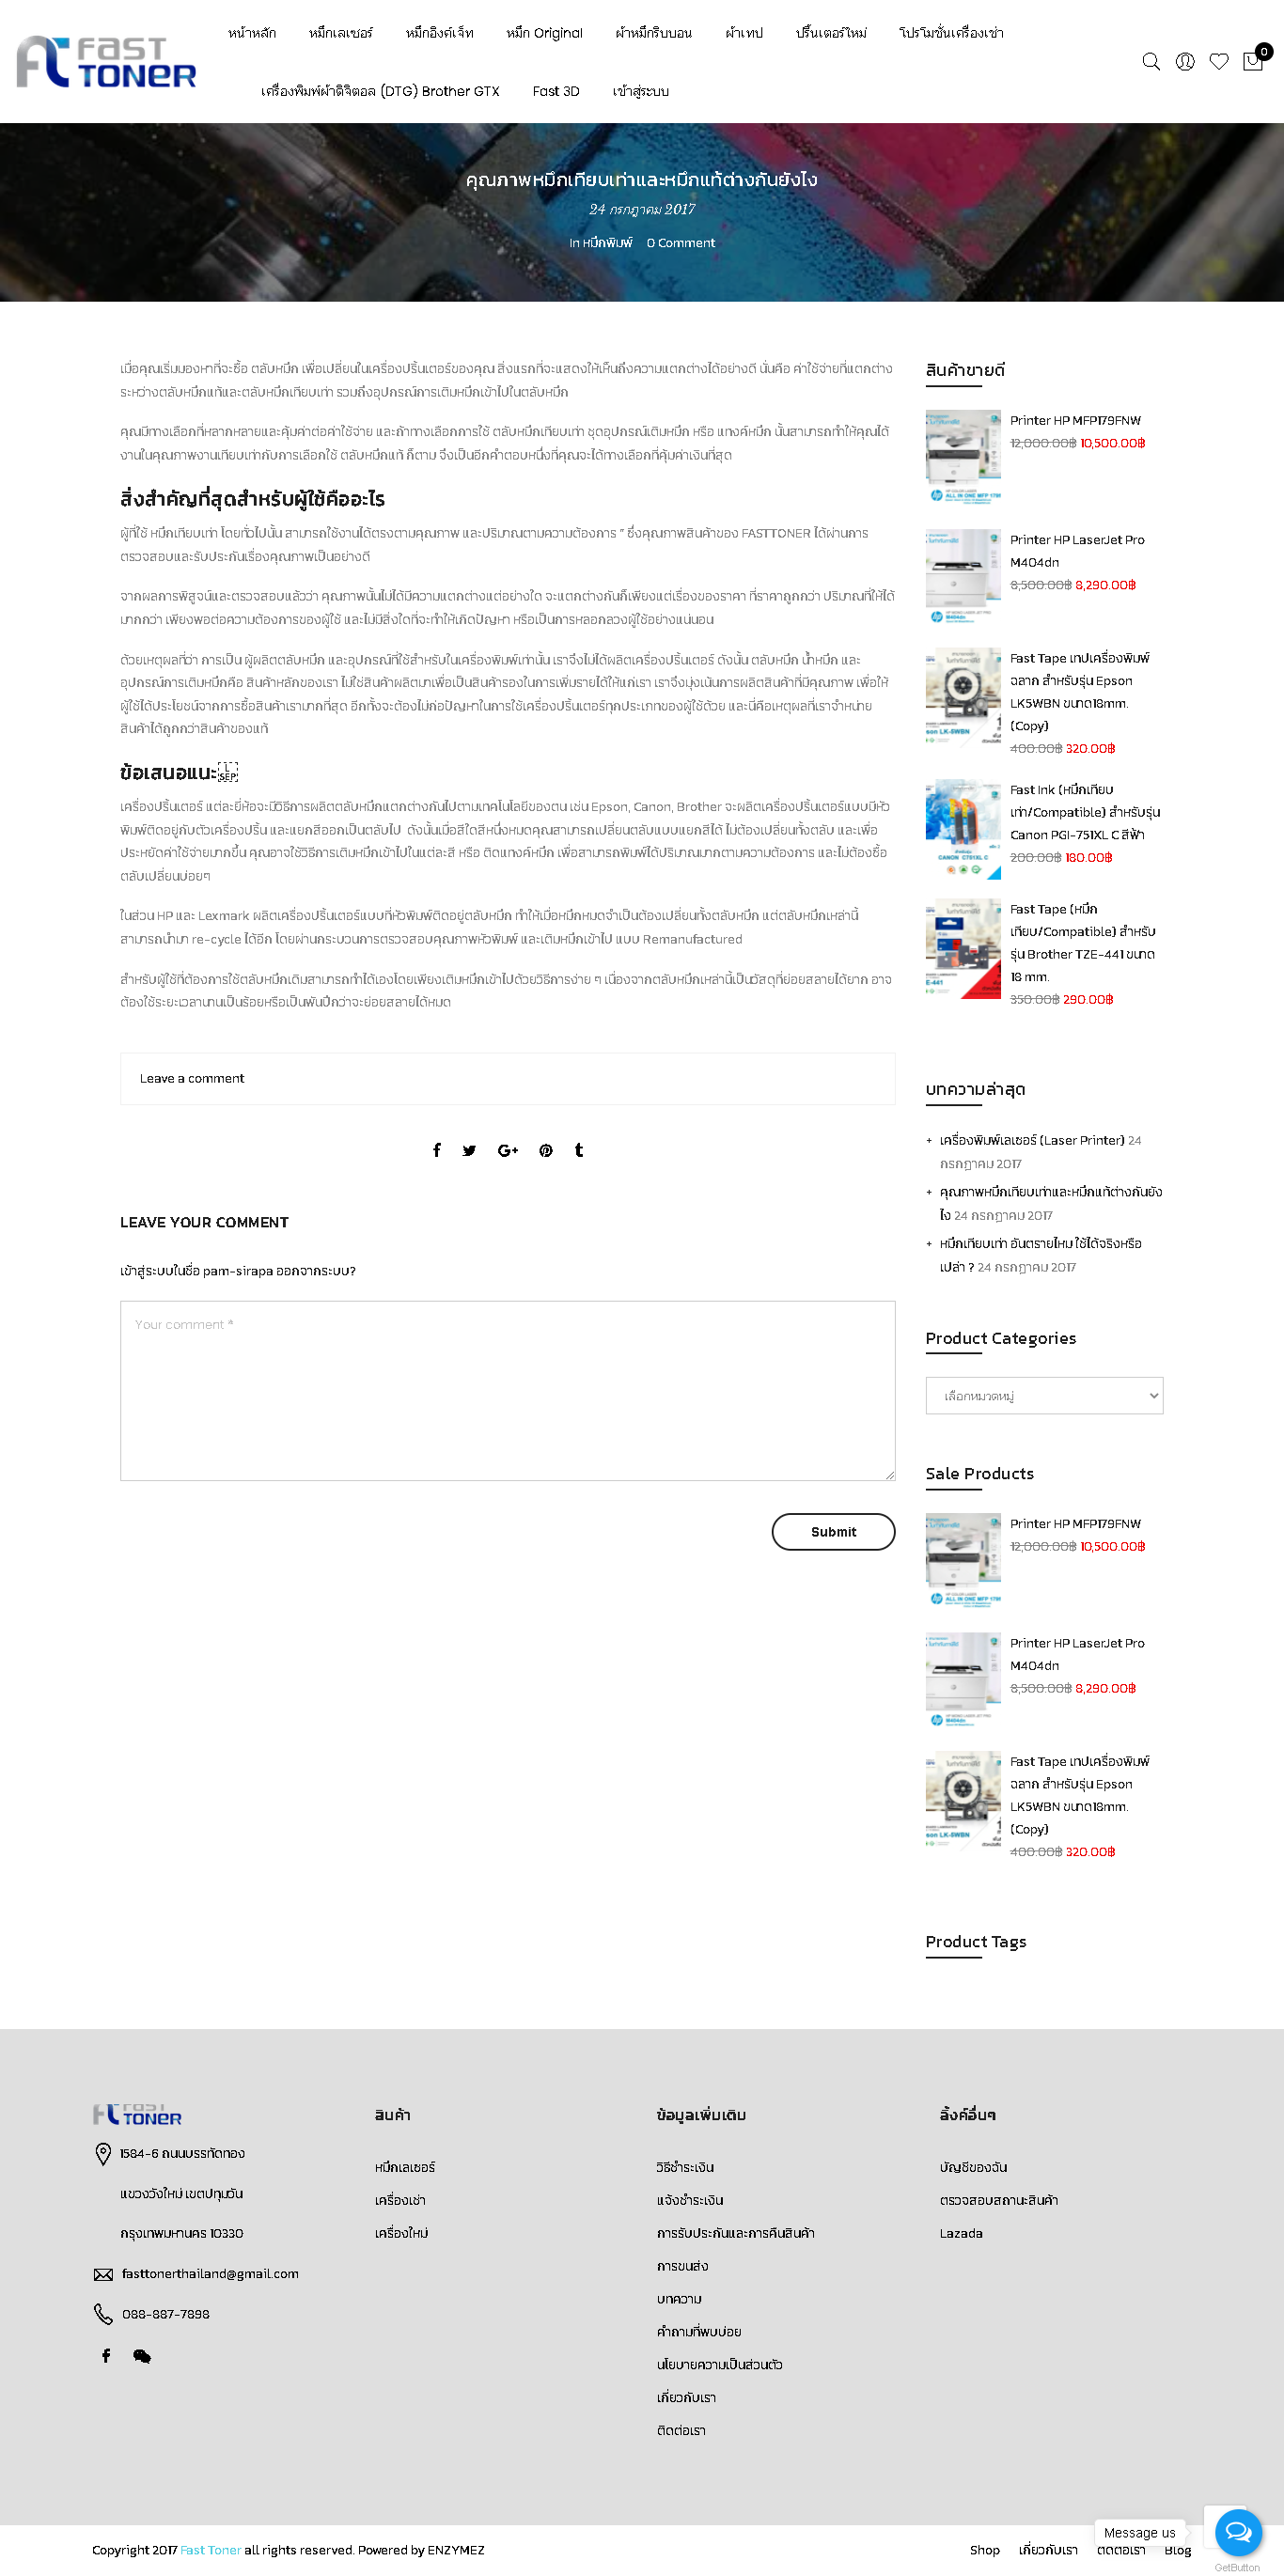 FAST TONER
หน้าหลัก หมึกเลเซอร์ หมึกอิงค์เจ็ท หมึก Original ผ้าหมึกริบบอน ผ้าเทป ปริ้นเตอร์ใหม่ โปรโมชั่นเครื่องเช่า
เครื่องพิมพ์ผ้าดิจิตอล (DTG) Brother GTX Fast 3D เข้าสู่ระบบ
0
คุณภาพหมึกเทียบเท่าและหมึกแท้ต่างกันยังไง
24 กรกฎาคม 2017
In หมึกพิมพ์ 0 Comment
เมื่อคุณเริ่มมองหาที่จะซื้อ ตลับหมึก เพื่อเปลี่ยนในเครื่องปริ้นเตอร์ของคุณ สิ่งแรกที่จะแสดงให้เห็นถึงความแตกต่างได้อย่างดี นั่นคือ ค่าใช้จ่ายที่แตกต่าง
ระหว่างตลับหมึกแท้และตลับหมึกเทียบเท่า รวมถึงอุปกรณ์การเติมหมึกเข้าไปในตลับหมึก
คุณมีทางเลือกที่หลากหลายและคุ้มค่าต่อค่าใช้จ่าย และถ้าทางเลือกการใช้ ตลับหมึกเทียบเท่า ชุดอุปกรณ์เติมหมึก หรือ แทงค์หมึก นั้นสามารถทำให้คุณได้
งานในคุณภาพงานเทียบเท่ากับการเลือกใช้ ตลับหมึกแท้ ก็ตาม จึงเป็นอีกคำตอบหนึ่งที่คุณจะได้ทางเลือกที่คุ้มค่าเงินที่สุด
สิ่งสำคัญที่สุดสำหรับผู้ใช้คืออะไร
ผู้ที่ใช้ หมึกเทียบเท่า โดยทั่วไปนั้น สามารถใช้งานได้ตรงตามคุณภาพ และปริมาณตามความต้องการ " ซึ่งคุณภาพสินค้าของ FASTTONER ได้ผ่านการ
ตรวจสอบและรับประกันเรื่องคุณภาพเป็นอย่างดี
จากผลการพิสูจน์และตรวจสอบแล้วว่า คุณภาพนั้นไม่ได้มีความแตกต่างแต่อย่างใด จะแตกต่างกันก็เพียงแต่เรื่องของราคา ที่ราคาถูกกว่า ปริมาณที่ให้ได้
มากกว่า เพียงพอต่อความต้องการของผู้ใช้ และไม่มีสิ่งใดที่จะทำให้เกิดปัญหา หรือเป็นการหลอกลวงผู้ใช้อย่างแน่นอน
ด้วยเหตุผลที่ว่า การเป็น ผู้ผลิตตลับหมึก และอุปกรณ์ที่ใช้สำหรับในเครื่องพิมพ์เท่านั้น เราจึงไม่ได้ผลิตเครื่องปริ้นเตอร์ ดังนั้น ตลับหมึก น้ำหมึก และ
อุปกรณ์การเติมหมึกคือ สินค้าหลักของเรา ไม่ใช่สินค้าผลิตมาเพื่อเป็นสินค้ารองในการเพิ่มรายได้ให้แก่เรา เราจึงมุ่งเน้นการผลิตสินค้าที่มีคุณภาพ เพื่อให้
ผู้ใช้ได้ประโยชน์จากการซื้อสินค้าเรามากที่สุด อีกทั้งจะต้องไม่ก่อปัญหาในการใช้เครื่องปริ้นเตอร์ทุกประเภทของผู้ใช้ด้วย และนี่คือเหตุผลที่เราจำหน่าย
สินค้าได้ถูกกว่าสินค้าของแท้
ข้อเสนอแนะ L SEP
เครื่องปริ้นเตอร์ แต่ละยี่ห้อจะมีวิธีการผลิตตลับหมึกแตกต่างกันไปตามเทคโนโลยีของตน เช่น Epson, Canon, Brother จะผลิตเครื่องปริ้นเตอร์แบบมีหัว
พิมพ์ติดอยู่กับตัวเครื่องปริ้น และแยกสีออกเป็นตลับไป ดังนั้นเมื่อสีใดสีหนึ่งหมดคุณสามารถเปลี่ยนตลับแบบแยกสีได้ ไม่ต้องเปลี่ยนทั้งตลับ และเพื่อ
ประหยัดค่าใช้จ่ายมากขึ้น คุณอาจใช้วิธีการเติมหมึกเข้าไปในแต่ละสี หรือ ติดแทงค์หมึก เพื่อสามารถพิมพ์ได้ปริมาณมากตามความต้องการ และไม่ต้องซื้อ
ตลับเปลี่ยนบ่อยๆ
ในส่วน HP และ Lexmark ผลิตเครื่องปริ้นเตอร์แบบที่หัวพิมพ์ติดอยู่ตลับหมึก ทำให้เมื่อหมึกหมดจำเป็นต้องเปลี่ยนทั้งตลับหมึก แต่ตลับหมึกเหล่านี้
สามารถนำมา re-cycle ได้อีก โดยผ่านกระบวนการตรวจสอบคุณภาพหัวพิมพ์ และเติมหมึกเข้าไป แบบ Remanufactured
สำหรับผู้ใช้ที่ต้องการใช้ตลับหมึกเดิมสามารถทำได้เองโดยเพียงเติมหมึกเข้าไปด้วยวิธีการง่าย ๆ เนื่องจากตลับหมึกเหล่านี้เป็นวัสดุที่ย่อยสลายได้ยาก อาจ
ต้องใช้ระยะเวลานานเป็นร้อยหรือเป็นพันปีกว่าจะย่อยสลายได้หมด
Leave a comment
LEAVE YOUR COMMENT
เข้าสู่ระบบในชื่อ pam-sirapa ออกจากระบบ?
Your comment *
Submit
สินค้าขายดี
Printer HP MFP179FNW
12,000.00฿ 10,500.00฿
Printer HP LaserJet Pro
M404dn
8,500.00฿ 8,290.00฿
Fast Tape เทปเครื่องพิมพ์
ฉลาก สำหรับรุ่น Epson
LK5WBN ขนาด18mm.
(Copy)
400.00฿ 320.00฿
Fast Ink (หมึกเทียบ
เท่า/Compatible) สำหรับรุ่น
Canon PGI-751XL C สีฟ้า
200.00฿ 180.00฿
Fast Tape (หมึก
เทียบ/Compatible) สำหรับ
รุ่น Brother TZE-441 ขนาด
18 mm.
350.00฿ 290.00฿
บทความล่าสุด
+ เครื่องพิมพ์เลเซอร์ (Laser Printer) 24
กรกฎาคม 2017
+ คุณภาพหมึกเทียบเท่าและหมึกแท้ต่างกันยัง
ไง 24 กรกฎาคม 2017
+ หมึกเทียบเท่า อันตรายไหม ใช้ได้จริงหรือ
เปล่า ? 24 กรกฎาคม 2017
Product Categories
เลือกหมวดหมู่
Sale Products
Printer HP MFP179FNW
12,000.00฿ 10,500.00฿
Printer HP LaserJet Pro
M404dn
8,500.00฿ 8,290.00฿
Fast Tape เทปเครื่องพิมพ์
ฉลาก สำหรับรุ่น Epson
LK5WBN ขนาด18mm.
(Copy)
400.00฿ 320.00฿
Product Tags
FAST TONER
1584-6 ถนนบรรทัดทอง
แขวงวังใหม่ เขตปทุมวัน
กรุงเทพมหานคร 10330
fasttonerthailand@gmail.com
088-887-7898
สินค้า
หมึกเลเซอร์
เครื่องเช่า
เครื่องใหม่
ข้อมูลเพิ่มเติม
วิธีชำระเงิน
แจ้งชำระเงิน
การรับประกันและการคืนสินค้า
การขนส่ง
บทความ
คำถามที่พบบ่อย
นโยบายความเป็นส่วนตัว
เกี่ยวกับเรา
ติดต่อเรา
ลิ้งค์อื่นๆ
บัญชีของฉัน
ตรวจสอบสถานะสินค้า
Lazada
Copyright 2017 Fast Toner all rights reserved. Powered by ENZYMEZ
Shop เกี่ยวกับเรา ติดต่อเรา Blog
Message us
GetButton